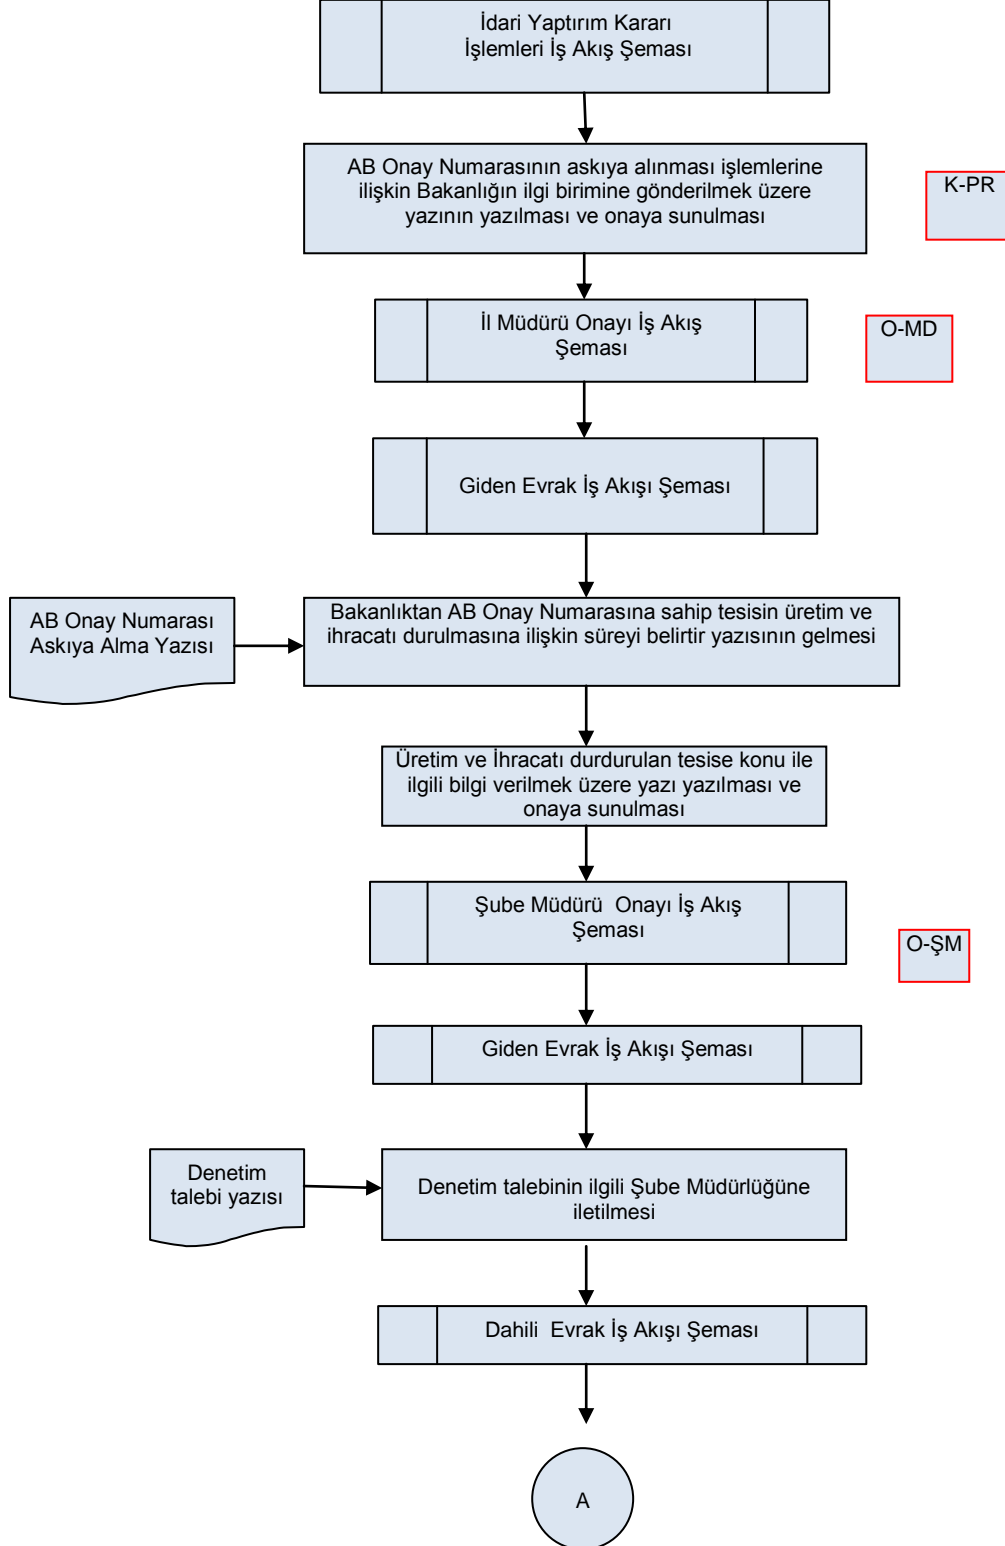 İdari Yaptırım Kararı
İşlemleri İş Akış Şeması
AB Onay Numarasının askıya alınması işlemlerine
ilişkin Bakanlığın ilgi birimine gönderilmek üzere
yazının yazılması ve onaya sunulması
K-PR
İl Müdürü Onayı İş Akış
Şeması
O-MD
Giden Evrak İş Akışı Şeması
AB Onay Numarası
Askıya Alma Yazısı
Bakanlıktan AB Onay Numarasına sahip tesisin üretim ve
ihracatı durulmasına ilişkin süreyi belirtir yazısının gelmesi
Üretim ve İhracatı durdurulan tesise konu ile
ilgili bilgi verilmek üzere yazı yazılması ve
onaya sunulması
Şube Müdürü  Onayı İş Akış
Şeması
O-ŞM
Giden Evrak İş Akışı Şeması
Denetim
talebi yazısı
Denetim talebinin ilgili Şube Müdürlüğüne
iletilmesi
Dahili  Evrak İş Akışı Şeması
A